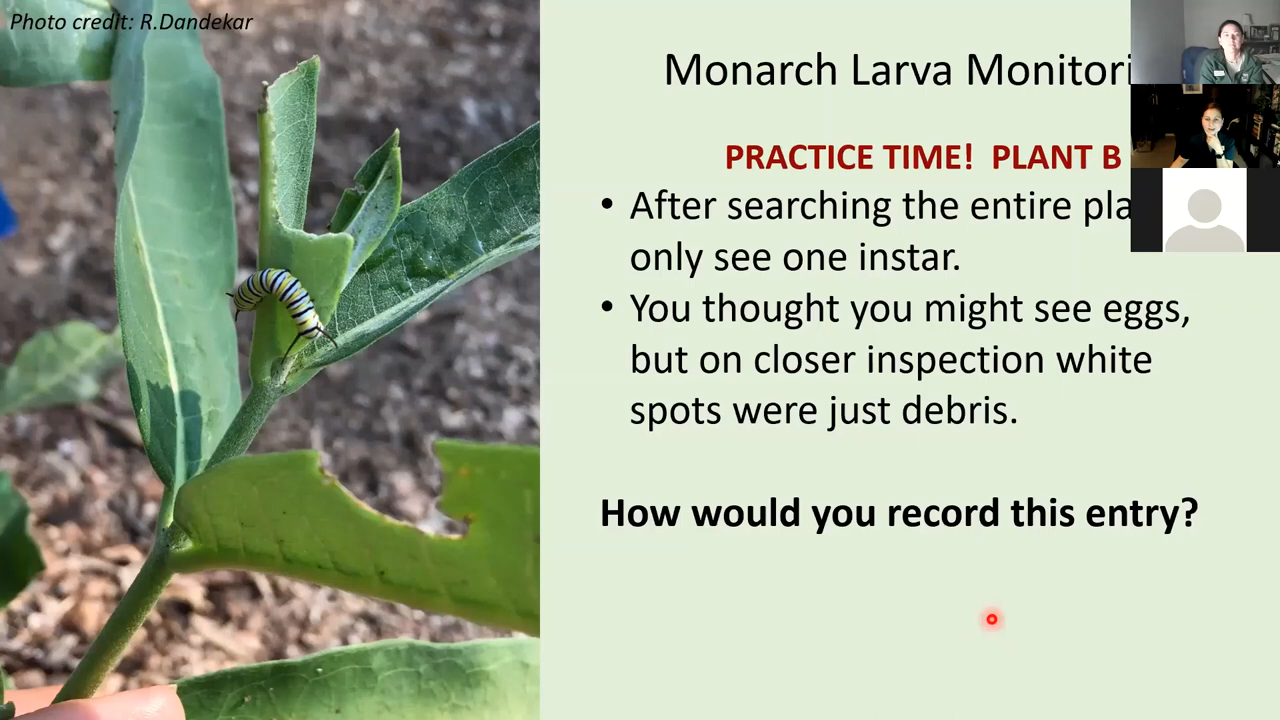 Photo credit: R.Dandekar
Monarch Larva Monitori
PRACTICE TIME!  PLANT B
• After searching the entire pla
only see one instar.
• You thought you might see eggs,
but on closer inspection white
spots were just debris.
How would you record this entry?